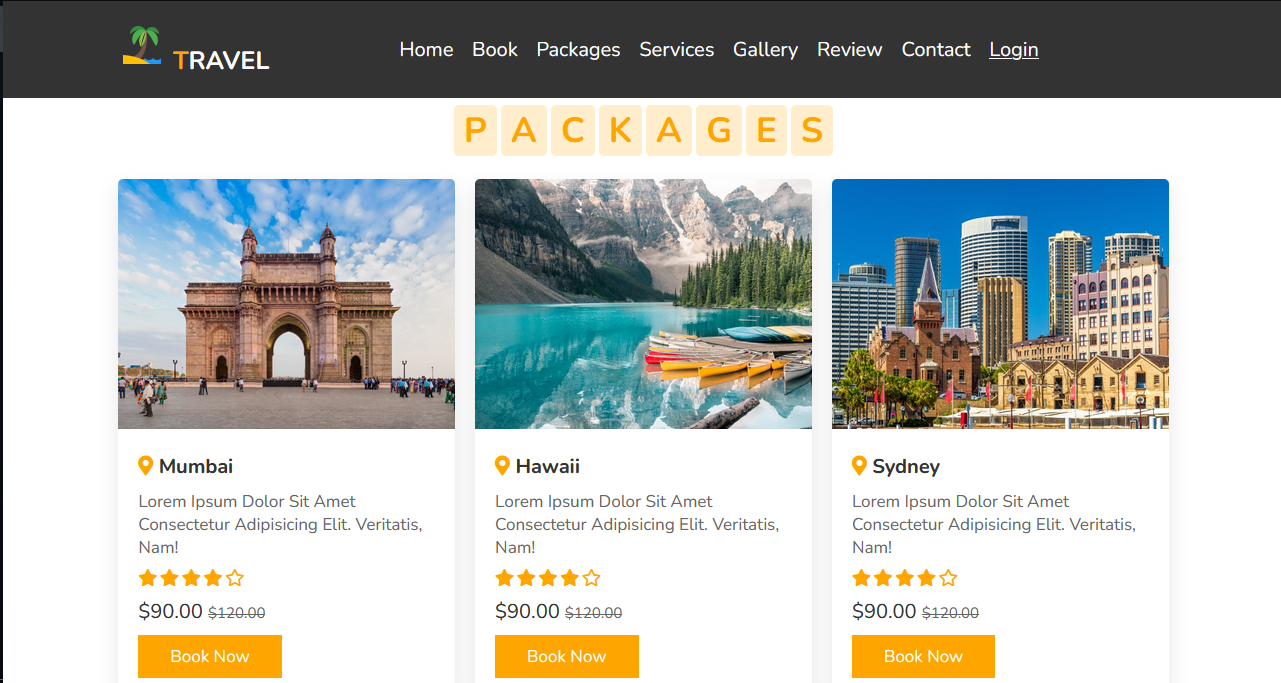 TRAVEL
Home Book Packages Services Gallery Review Contact Login
PACKAGES
Mumbai
Lorem Ipsum Dolor Sit Amet
Consectetur Adipisicing Elit. Veritatis,
Nam!
$90.00 $120.00
Book Now
Hawaii
Lorem Ipsum Dolor Sit Amet
Consectetur Adipisicing Elit. Veritatis,
Nam!
$90.00 $120.00
Book Now
Sydney
Lorem Ipsum Dolor Sit Amet
Consectetur Adipisicing Elit. Veritatis,
Nam!
$90.00 $120.00
Book Now